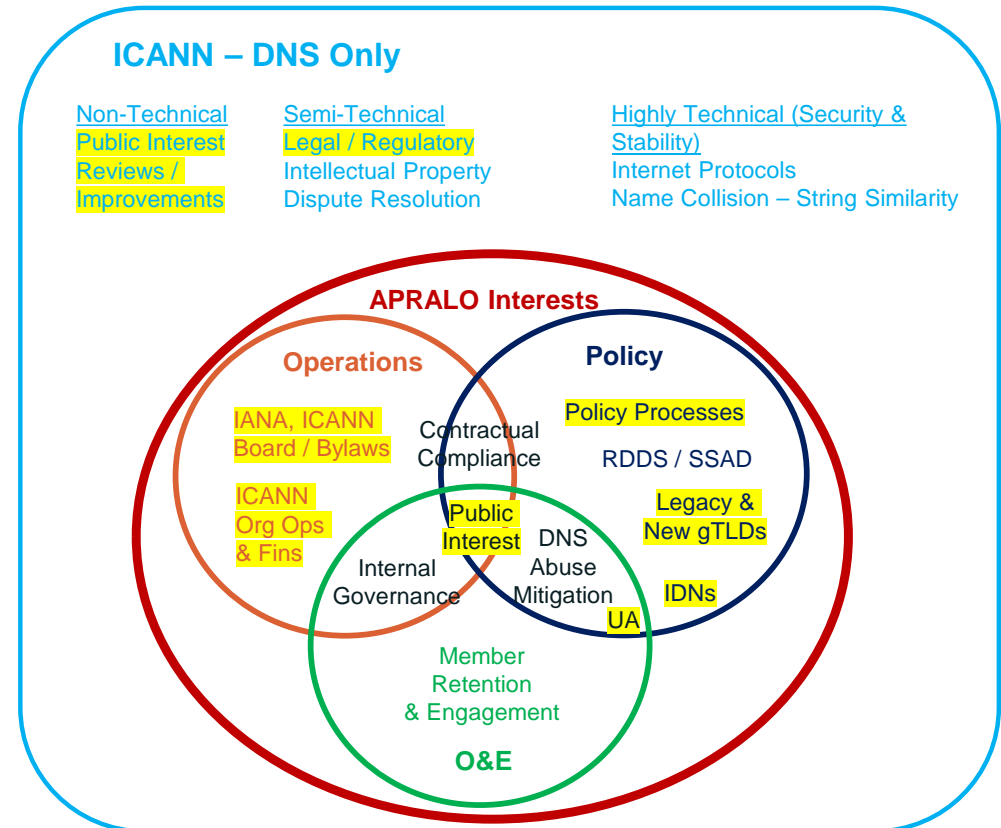 ICANN – DNS Only
Non-Technical
Public Interest
Reviews /
Improvements
Semi-Technical
Legal / Regulatory
Intellectual Property
Dispute Resolution
Highly Technical (Security &
Stability)
Internet Protocols
Name Collision – String Similarity
APRALO Interests
Operations
IANA, ICANN
Board / Bylaws
ICANN
Org Ops
& Fins
Contractual
Compliance
Policy
Policy Processes
RDDS / SSAD
Legacy &
New gTLDs
IDNs
Public
Interest
DNS
Abuse
Mitigation
UA
Internal
Governance
Member
Retention
& Engagement
O&E